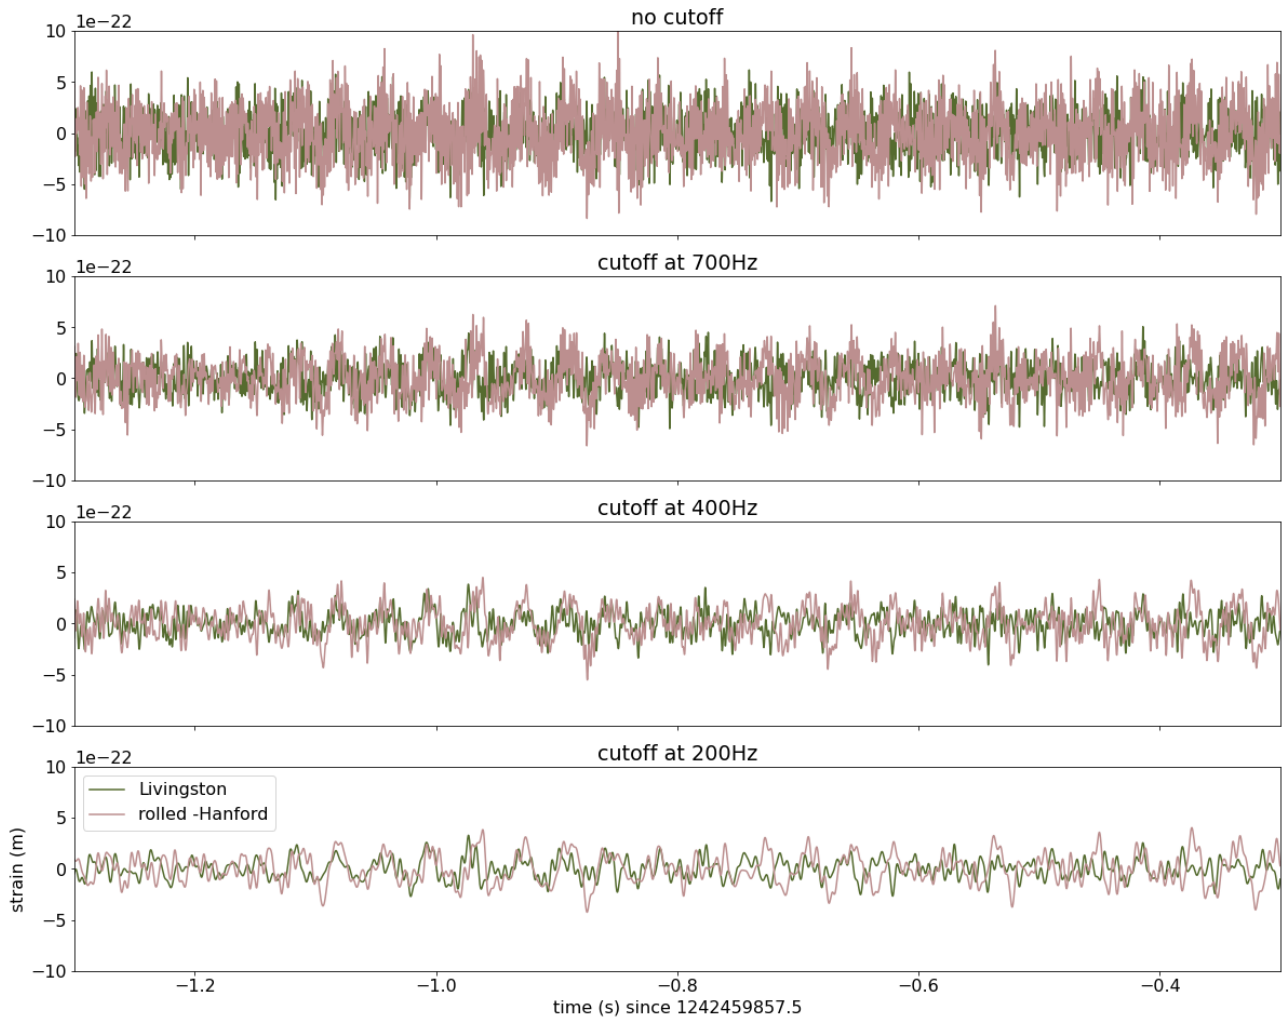 no cutoff
1e−22
10
5
0
−5
−10
cutoff at 700Hz
1e−22
10
5
0
−5
−10
cutoff at 400Hz
1e−22
10
5
0
−5
−10
cutoff at 200Hz
1e−22
10
5
0
−5
−10
Livingston
rolled -Hanford
strain (m)
−1.2 −1.0 −0.8 −0.6 −0.4
time (s) since 1242459857.5